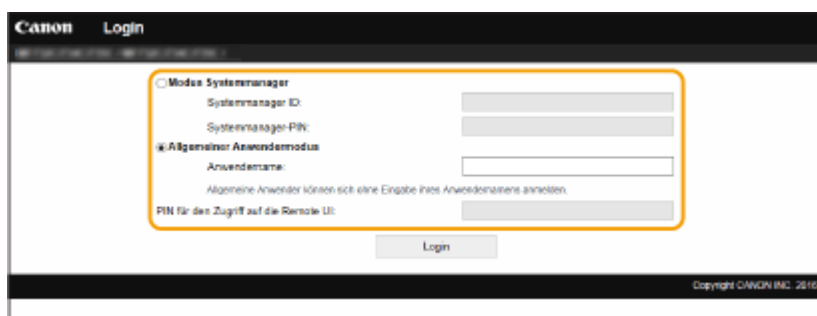 Canon Login
Modus Systemmanager
Systemmanager ID:
Systemmanager-PIN:
Allgemeiner Anwendermodus
Anwendername:
Allgemeine Anwender können sich ohne Eingabe ihres Anwendernamens anmelden.
PIN für den Zugriff auf die Remote UI:
Login
Copyright CANON INC. 2016